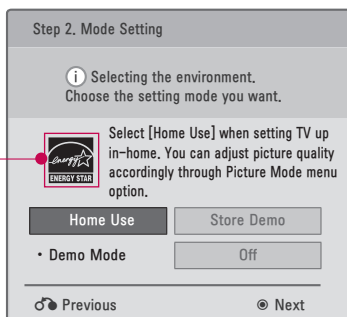 Step 2. Mode Setting
i Selecting the environment.
Choose the setting mode you want.
energy
ENERGY STAR
Select [Home Use] when setting TV up
in-home. You can adjust picture quality
accordingly through Picture Mode menu
option.
Home Use Store Demo
• Demo Mode Off
Previous Next